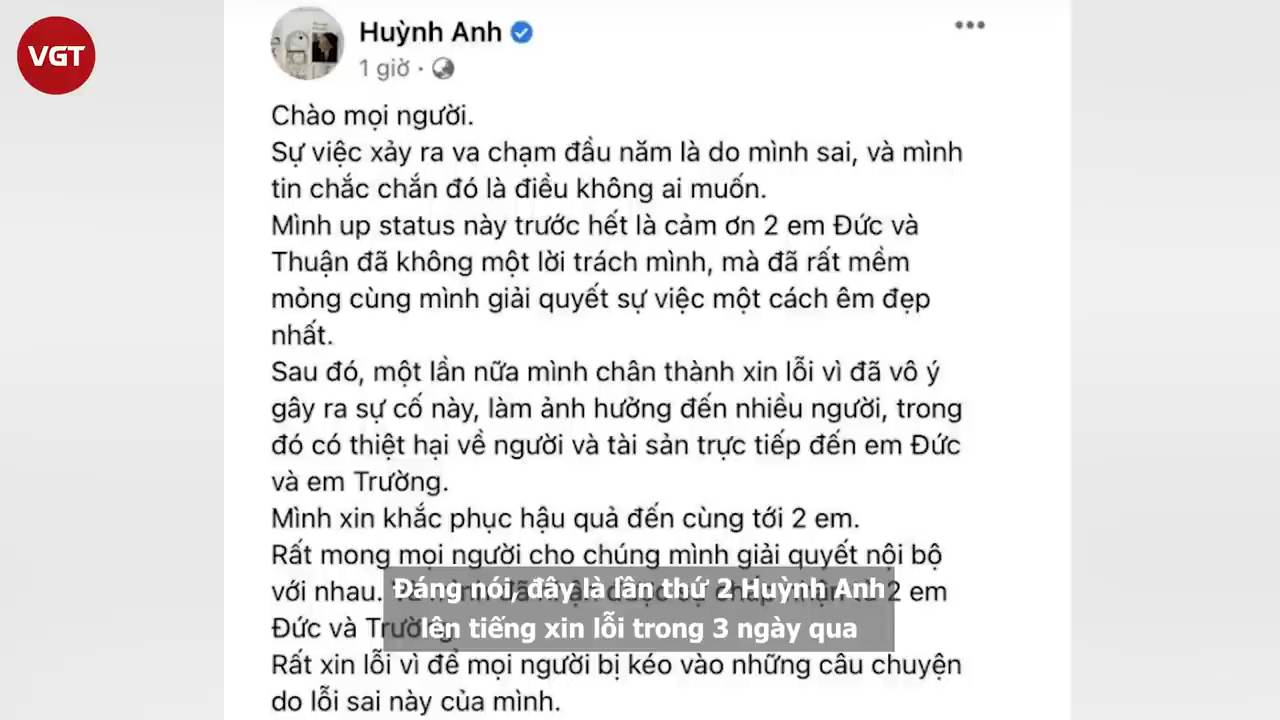 VGT
Huỳnh Anh
1 giờ ·
Chào mọi người.
Sự việc xảy ra va chạm đầu năm là do mình sai, và mình
tin chắc chắn đó là điều không ai muốn.
Mình up status này trước hết là cảm ơn 2 em Đức và
Thuận đã không một lời trách mình, mà đã rất mềm
mỏng cùng mình giải quyết sự việc một cách êm đẹp
nhất.
Sau đó, một lần nữa mình chân thành xin lỗi vì đã vô ý
gây ra sự cố này, làm ảnh hưởng đến nhiều người, trong
đó có thiệt hại về người và tài sản trực tiếp đến em Đức
và em Trường.
Mình xin khắc phục hậu quả đến cùng tới 2 em.
Rất mong mọi người cho chúng mình giải quyết nội bộ
với nhau. 2 em
Đức và
Đáng nói, đây là lần thứ 2 Huỳnh Anh
lên tiếng xin lỗi trong 3 ngày qua
Rất xin lỗi vì để mọi người bị kéo vào những câu chuyện
do lỗi sai này của mình.